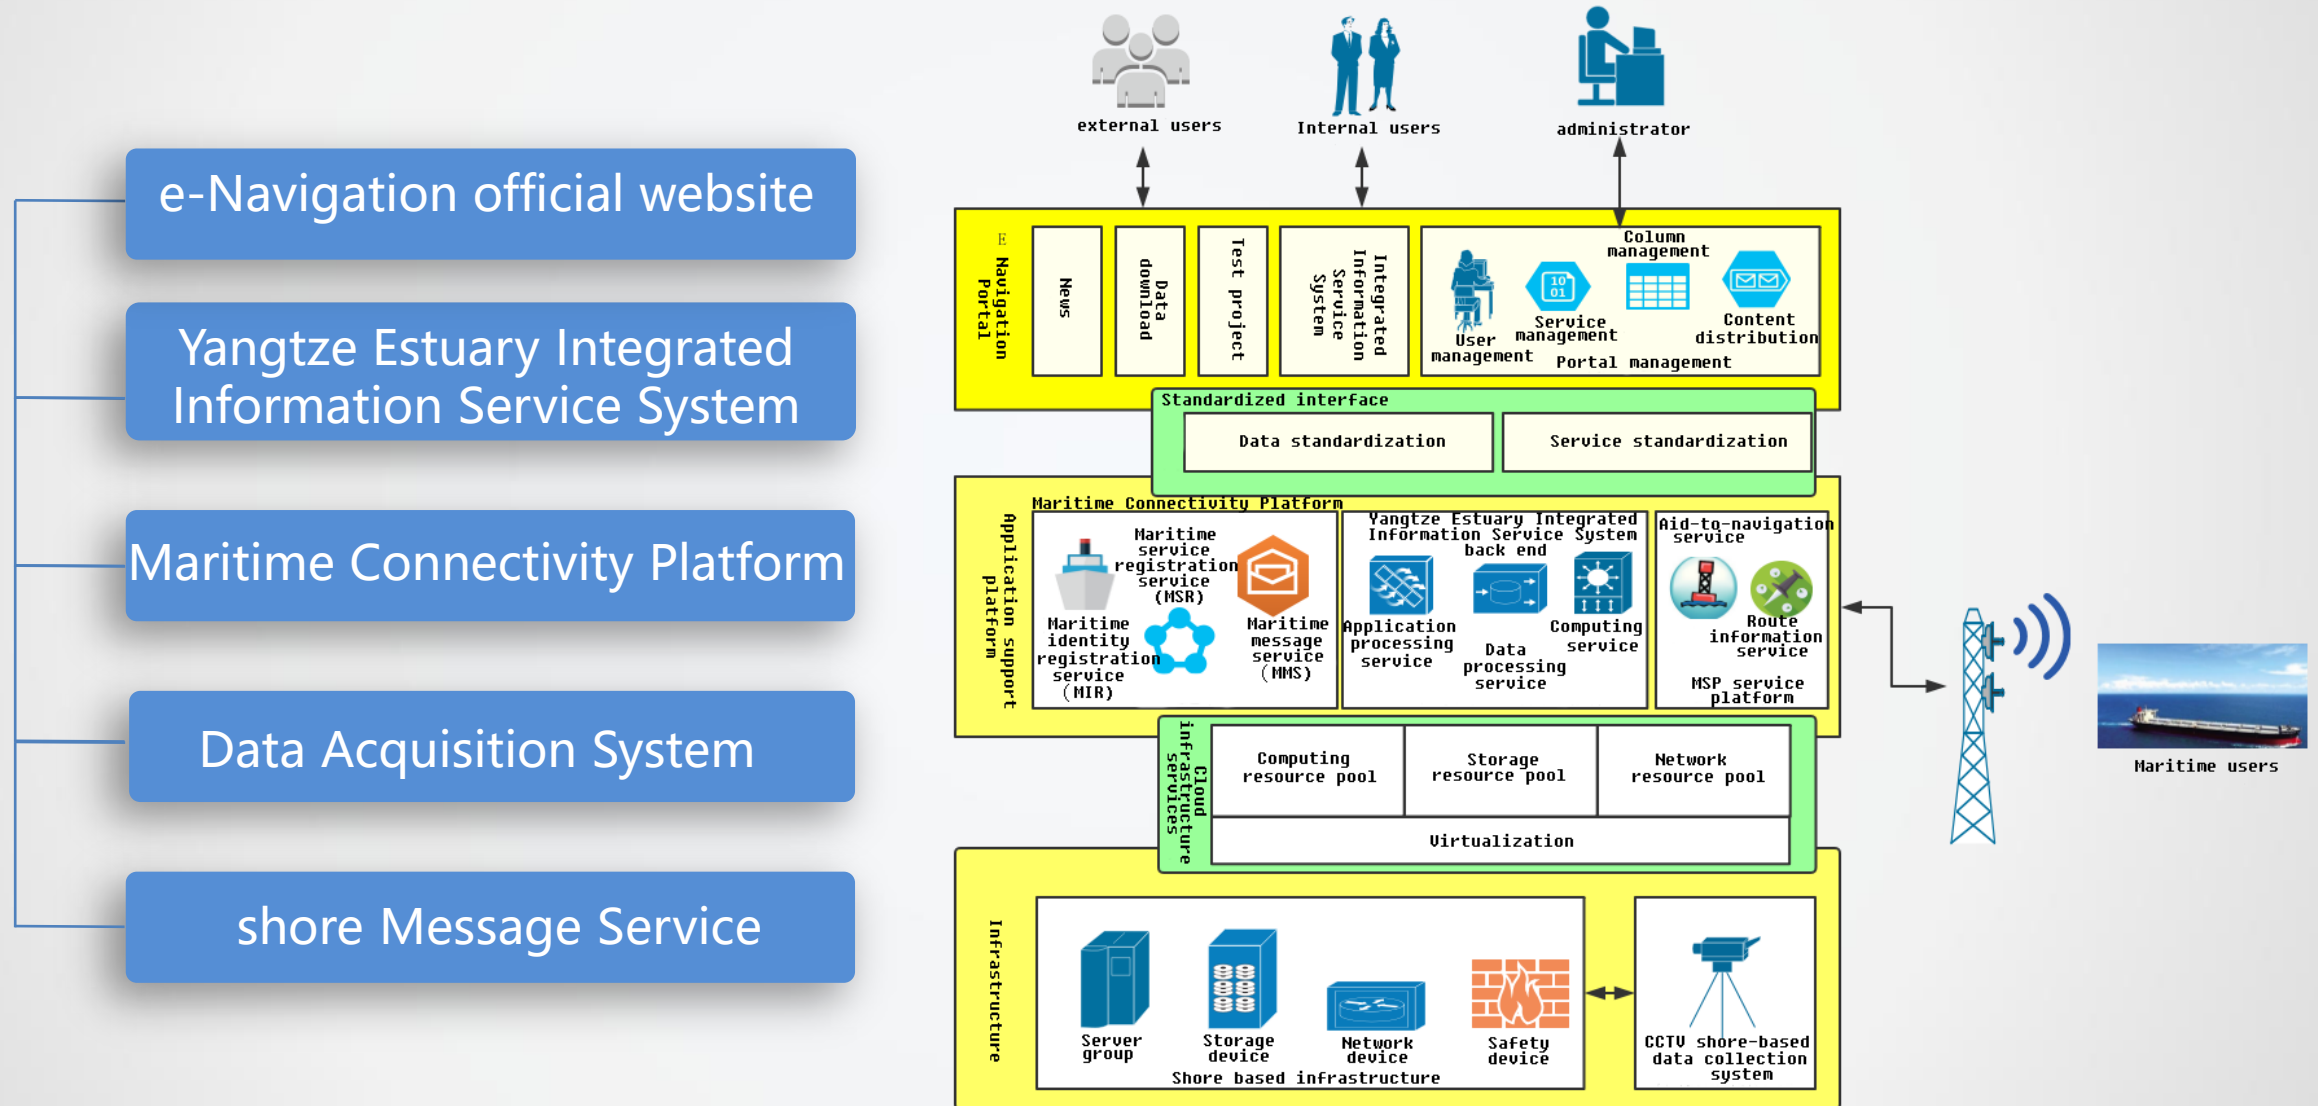 e-Navigation official website
Yangtze Estuary Integrated
Information Service System
Maritime Connectivity Platform
Data Acquisition System
shore Message Service
external users
Internal users
administrator
E Navigation
Portal
News
Data
download
Test project
Integrated
Information
Service
System
Column
management
User
management
Service
management
Content
distribution
Portal management
Standardized interface
Data standardization
Service standardization
Application support
platform
Maritime Connectivity Platform
Maritime
identity
registration
service
(MIR)
Maritime
service
registration
service
(MSR)
Maritime
message
service
(MMS)
Yangtze Estuary Integrated
Information Service System
back end
Application
processing
service
Data
processing
service
Computing
service
Aid-to-navigation
service
Route
information
service
MSP service
platform
Maritime users
Cloud
infrastructure
services
Computing
resource pool
Storage
resource pool
Network
resource pool
Virtualization
Infrastructure
Server
group
Storage
device
Network
device
Safety
device
Shore based infrastructure
CCTV shore-based
data collection
system
10
01